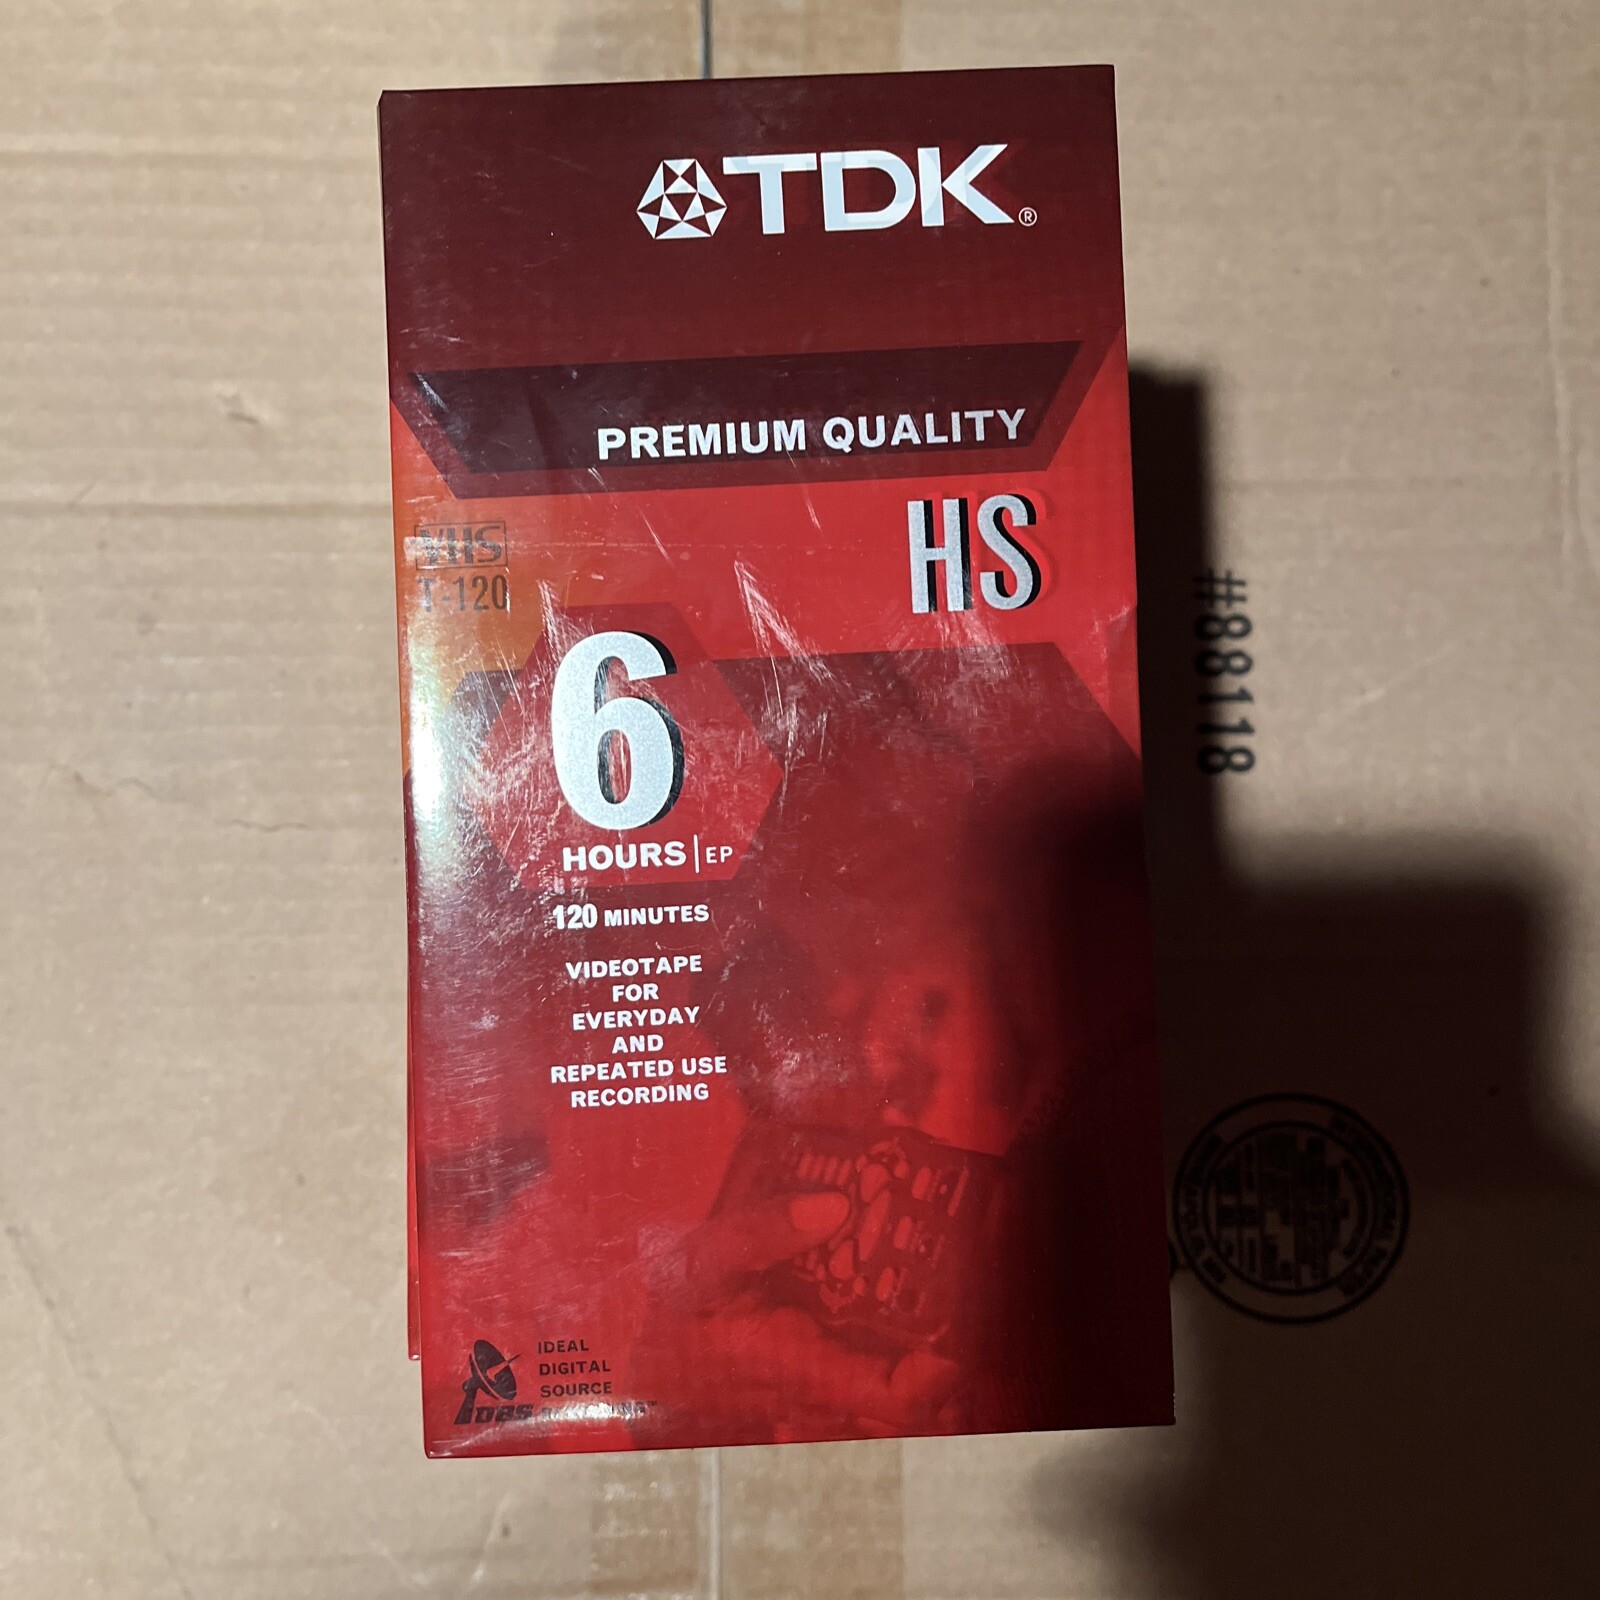 TDK®
PREMIUM QUALITY
HS
VHS
T-120
6
HOURS | EP
120 MINUTES
VIDEOTAPE
FOR
EVERYDAY
AND
REPEATED USE
RECORDING
IDEAL
DIGITAL
SOURCE
#88118